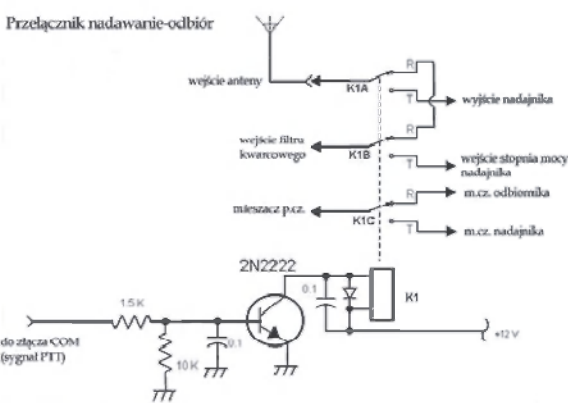 Przełącznik nadawanie-odbiór
wejście anteny
K1A
R
T
wyjście nadajnika
wejście filtru
kwarcowego
K1B
R
T
wejście stopnia mocy
nadajnika
mieszacz p.cz.
K1C
R
m.cz. odbiornika
T
m.cz. nadajnika
2N2222
0.1
K1
1.5 K
+12 V
do złącza COM
(sygnał PTT)
10 K
0.1